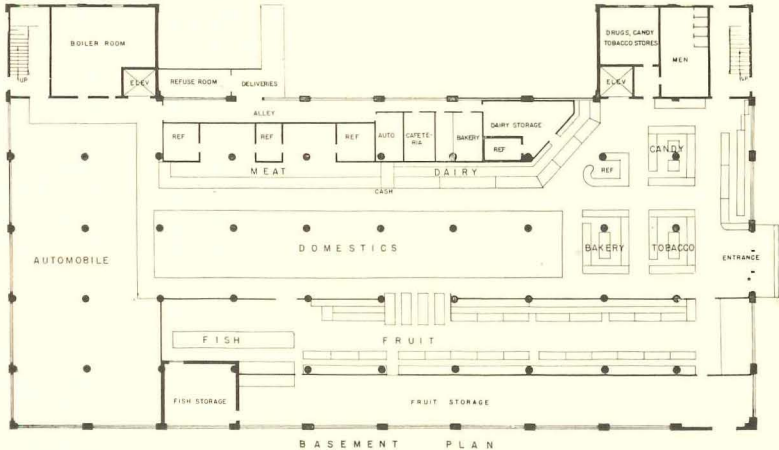 BOILER ROOM
UP
ELEV
REFUSE ROOM
DELIVERIES
DRUGS, CANDY
TOBACCO STORES
MEN
ELEV
UP
ALLEY
REF
REF
REF
AUTO
CAFETE-
RIA
BAKERY
DAIRY STORAGE
REF
MEAT
CASH
DAIRY
REF
CANDY
AUTOMOBILE
DOMESTICS
BAKERY
TOBACCO
ENTRANCE
FISH
FRUIT
FISH STORAGE
FRUIT STORAGE
BASEMENT PLAN